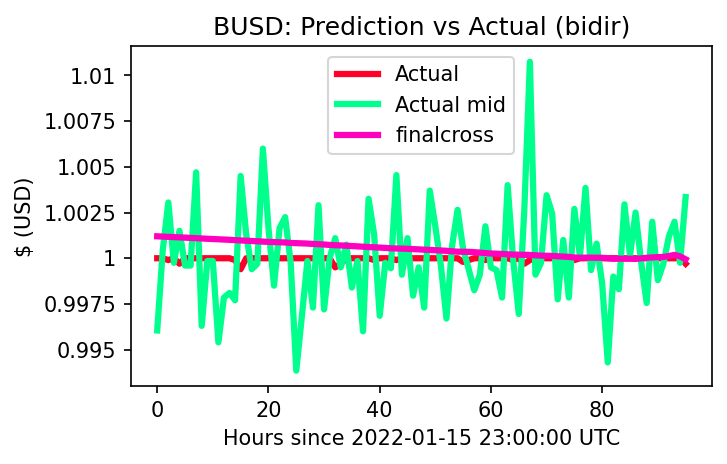 BUSD: Prediction vs Actual (bidir)
Actual
Actual mid
finalcross
1.01
1.0075
1.005
1.0025
1
0.9975
0.995
$ (USD)
0 20 40 60 80
Hours since 2022-01-15 23:00:00 UTC